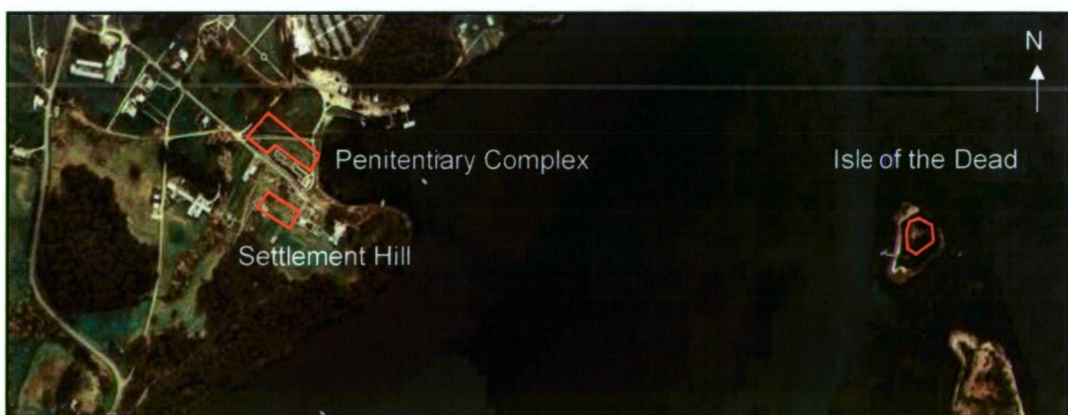 N
Penitentiary Complex
Isle of the Dead
Settlement Hill